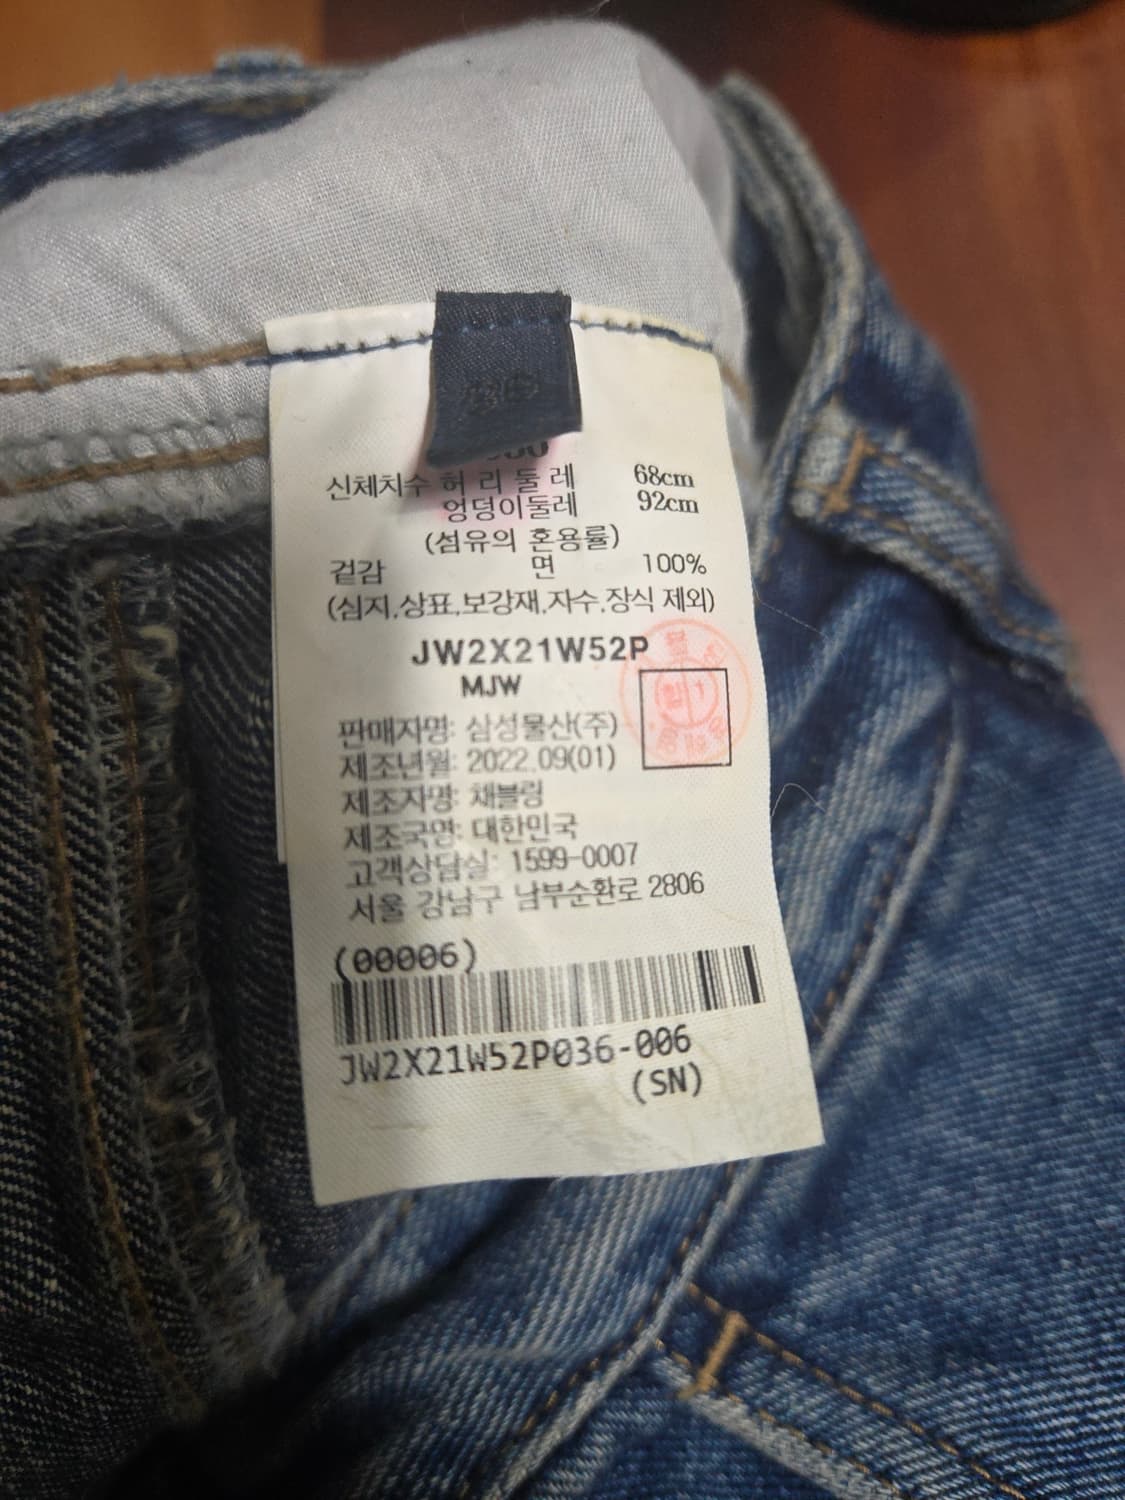 신체치수 허 리 둘 레 68cm
엉덩이둘레 92cm
(섬유의 혼용률)
겉감 면 100%
(심지,상표,보강재,자수,장식 제외)
JW2X21W52P
MJW
판매자명: 삼성물산(주)
제조년월: 2022.09(01)
제조자명: 채블링
제조국명: 대한민국
고객상담실: 1599-0007
서울 강남구 남부순환로 2806
(00006)
JW2X21W52P036-006
(SN)